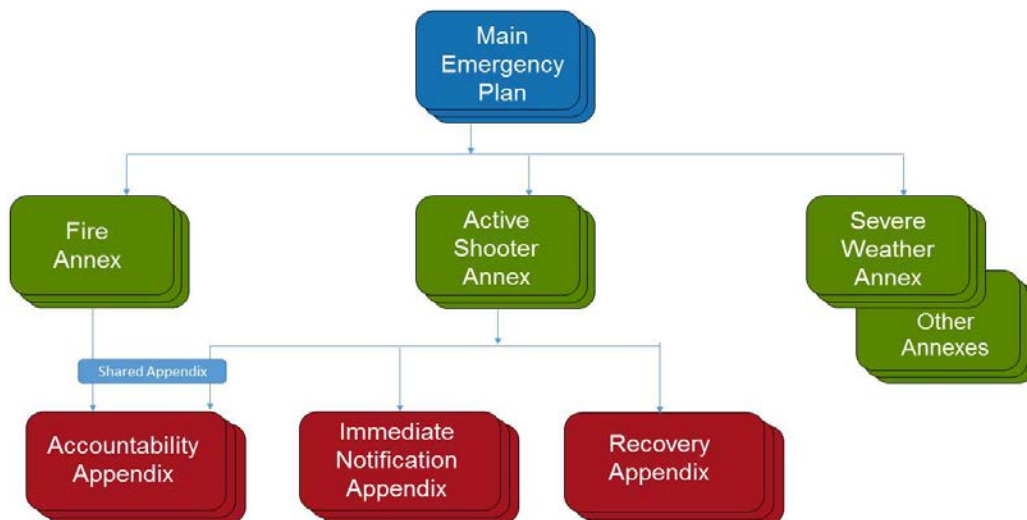 Main
Emergency
Plan
Fire
Annex
Active
Shooter
Annex
Severe
Weather
Annex
Other
Annexes
Shared Appendix
Accountability
Appendix
Immediate
Notification
Appendix
Recovery
Appendix